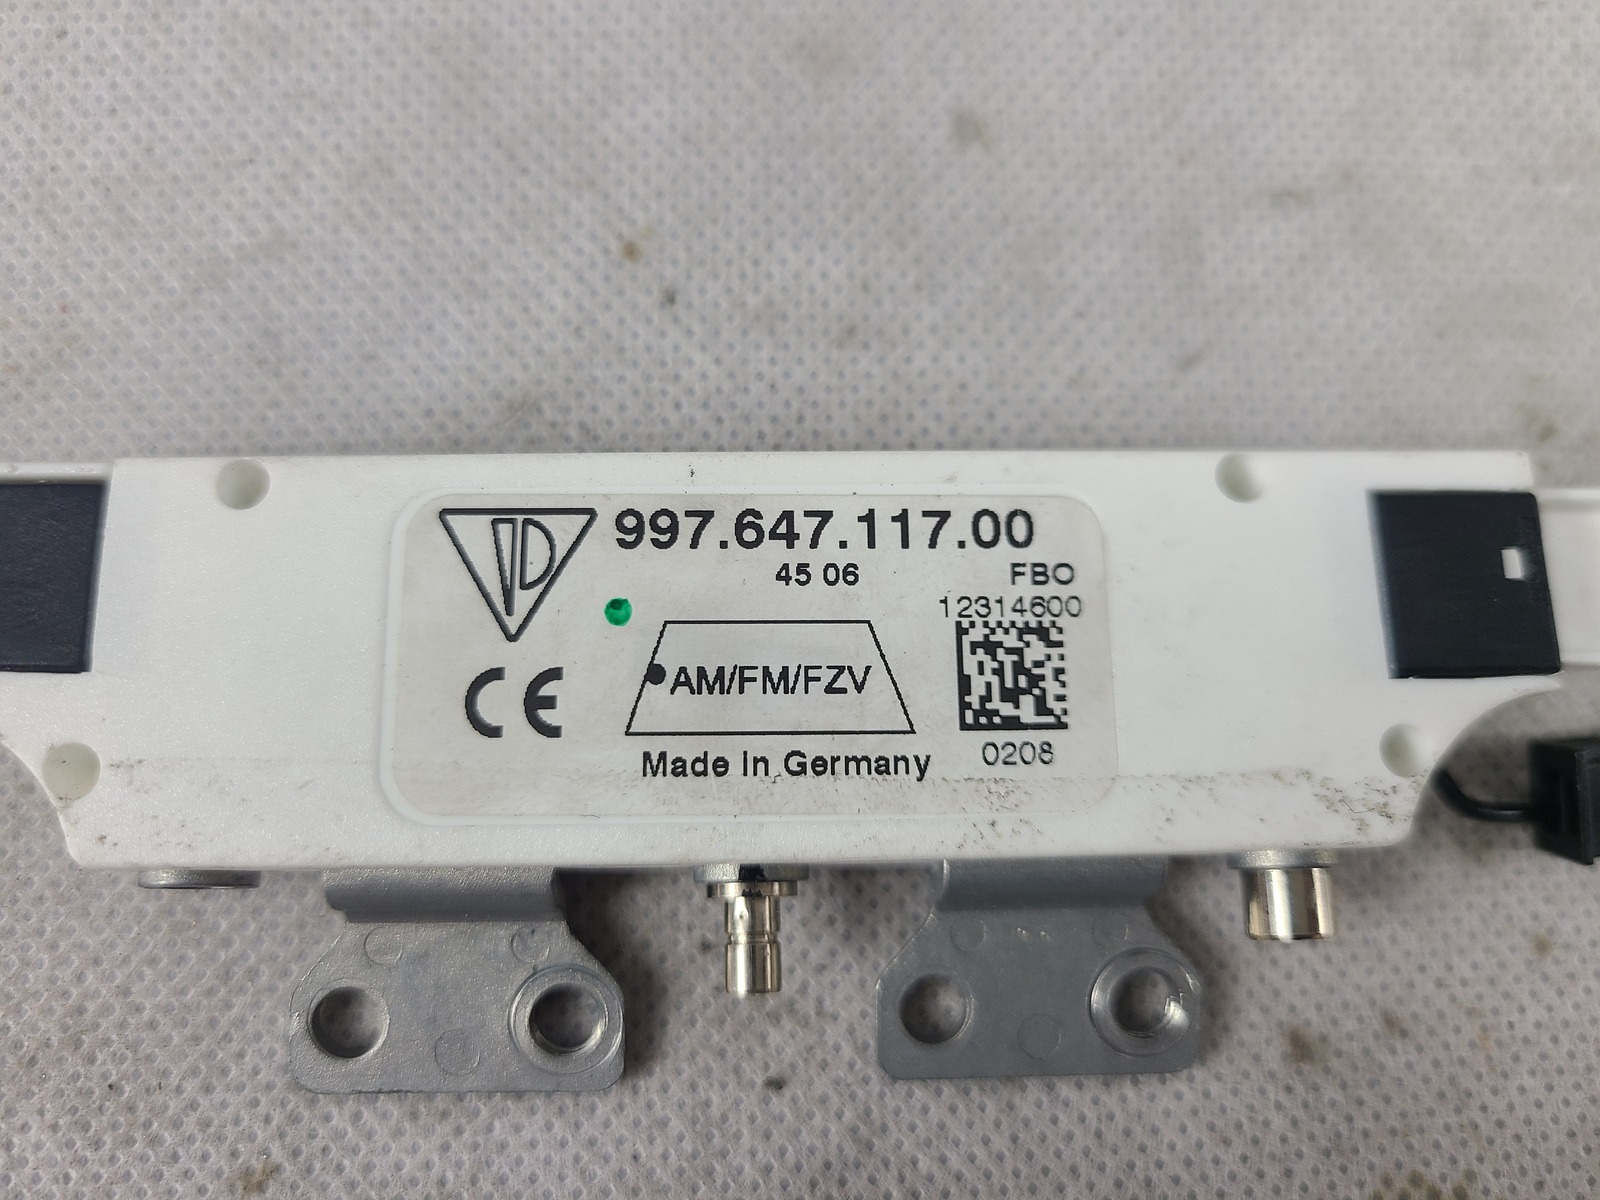 997.647.117.00
45 06
FBO
12314600
AM/FM/FZV
CE
Made In Germany
0208